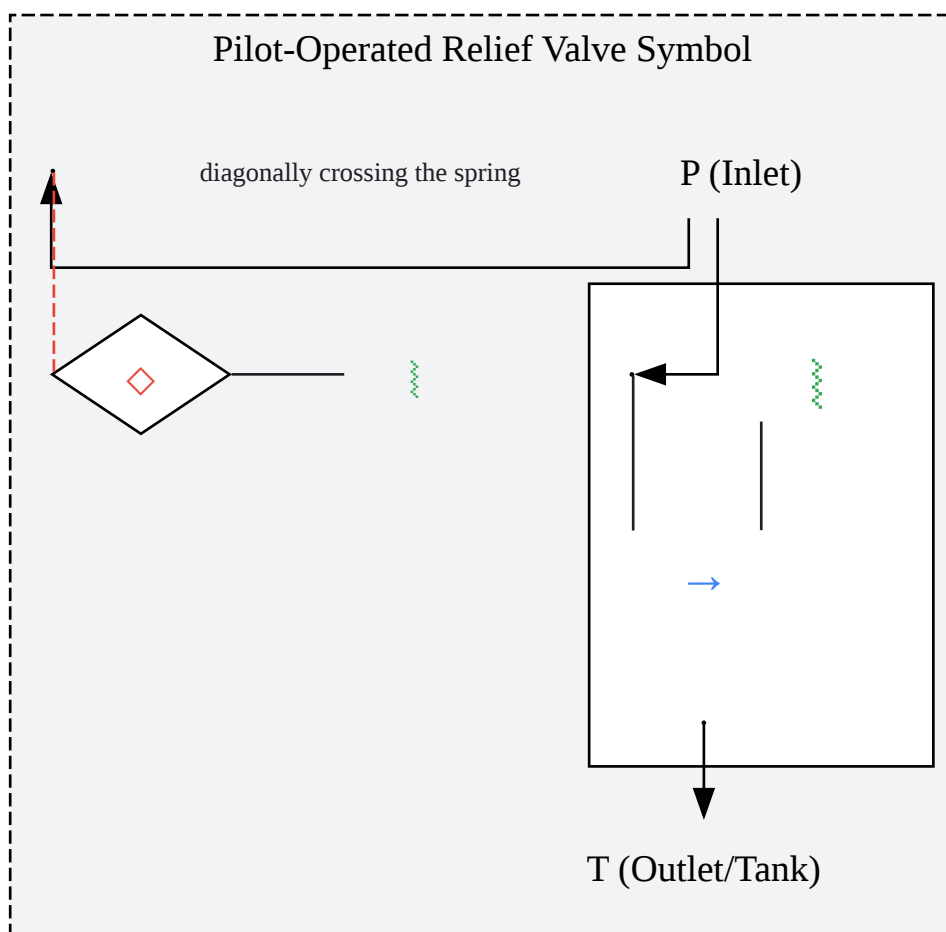 Pilot-Operated Relief Valve Symbol
diagonally crossing the spring
P (Inlet)
T (Outlet/Tank)